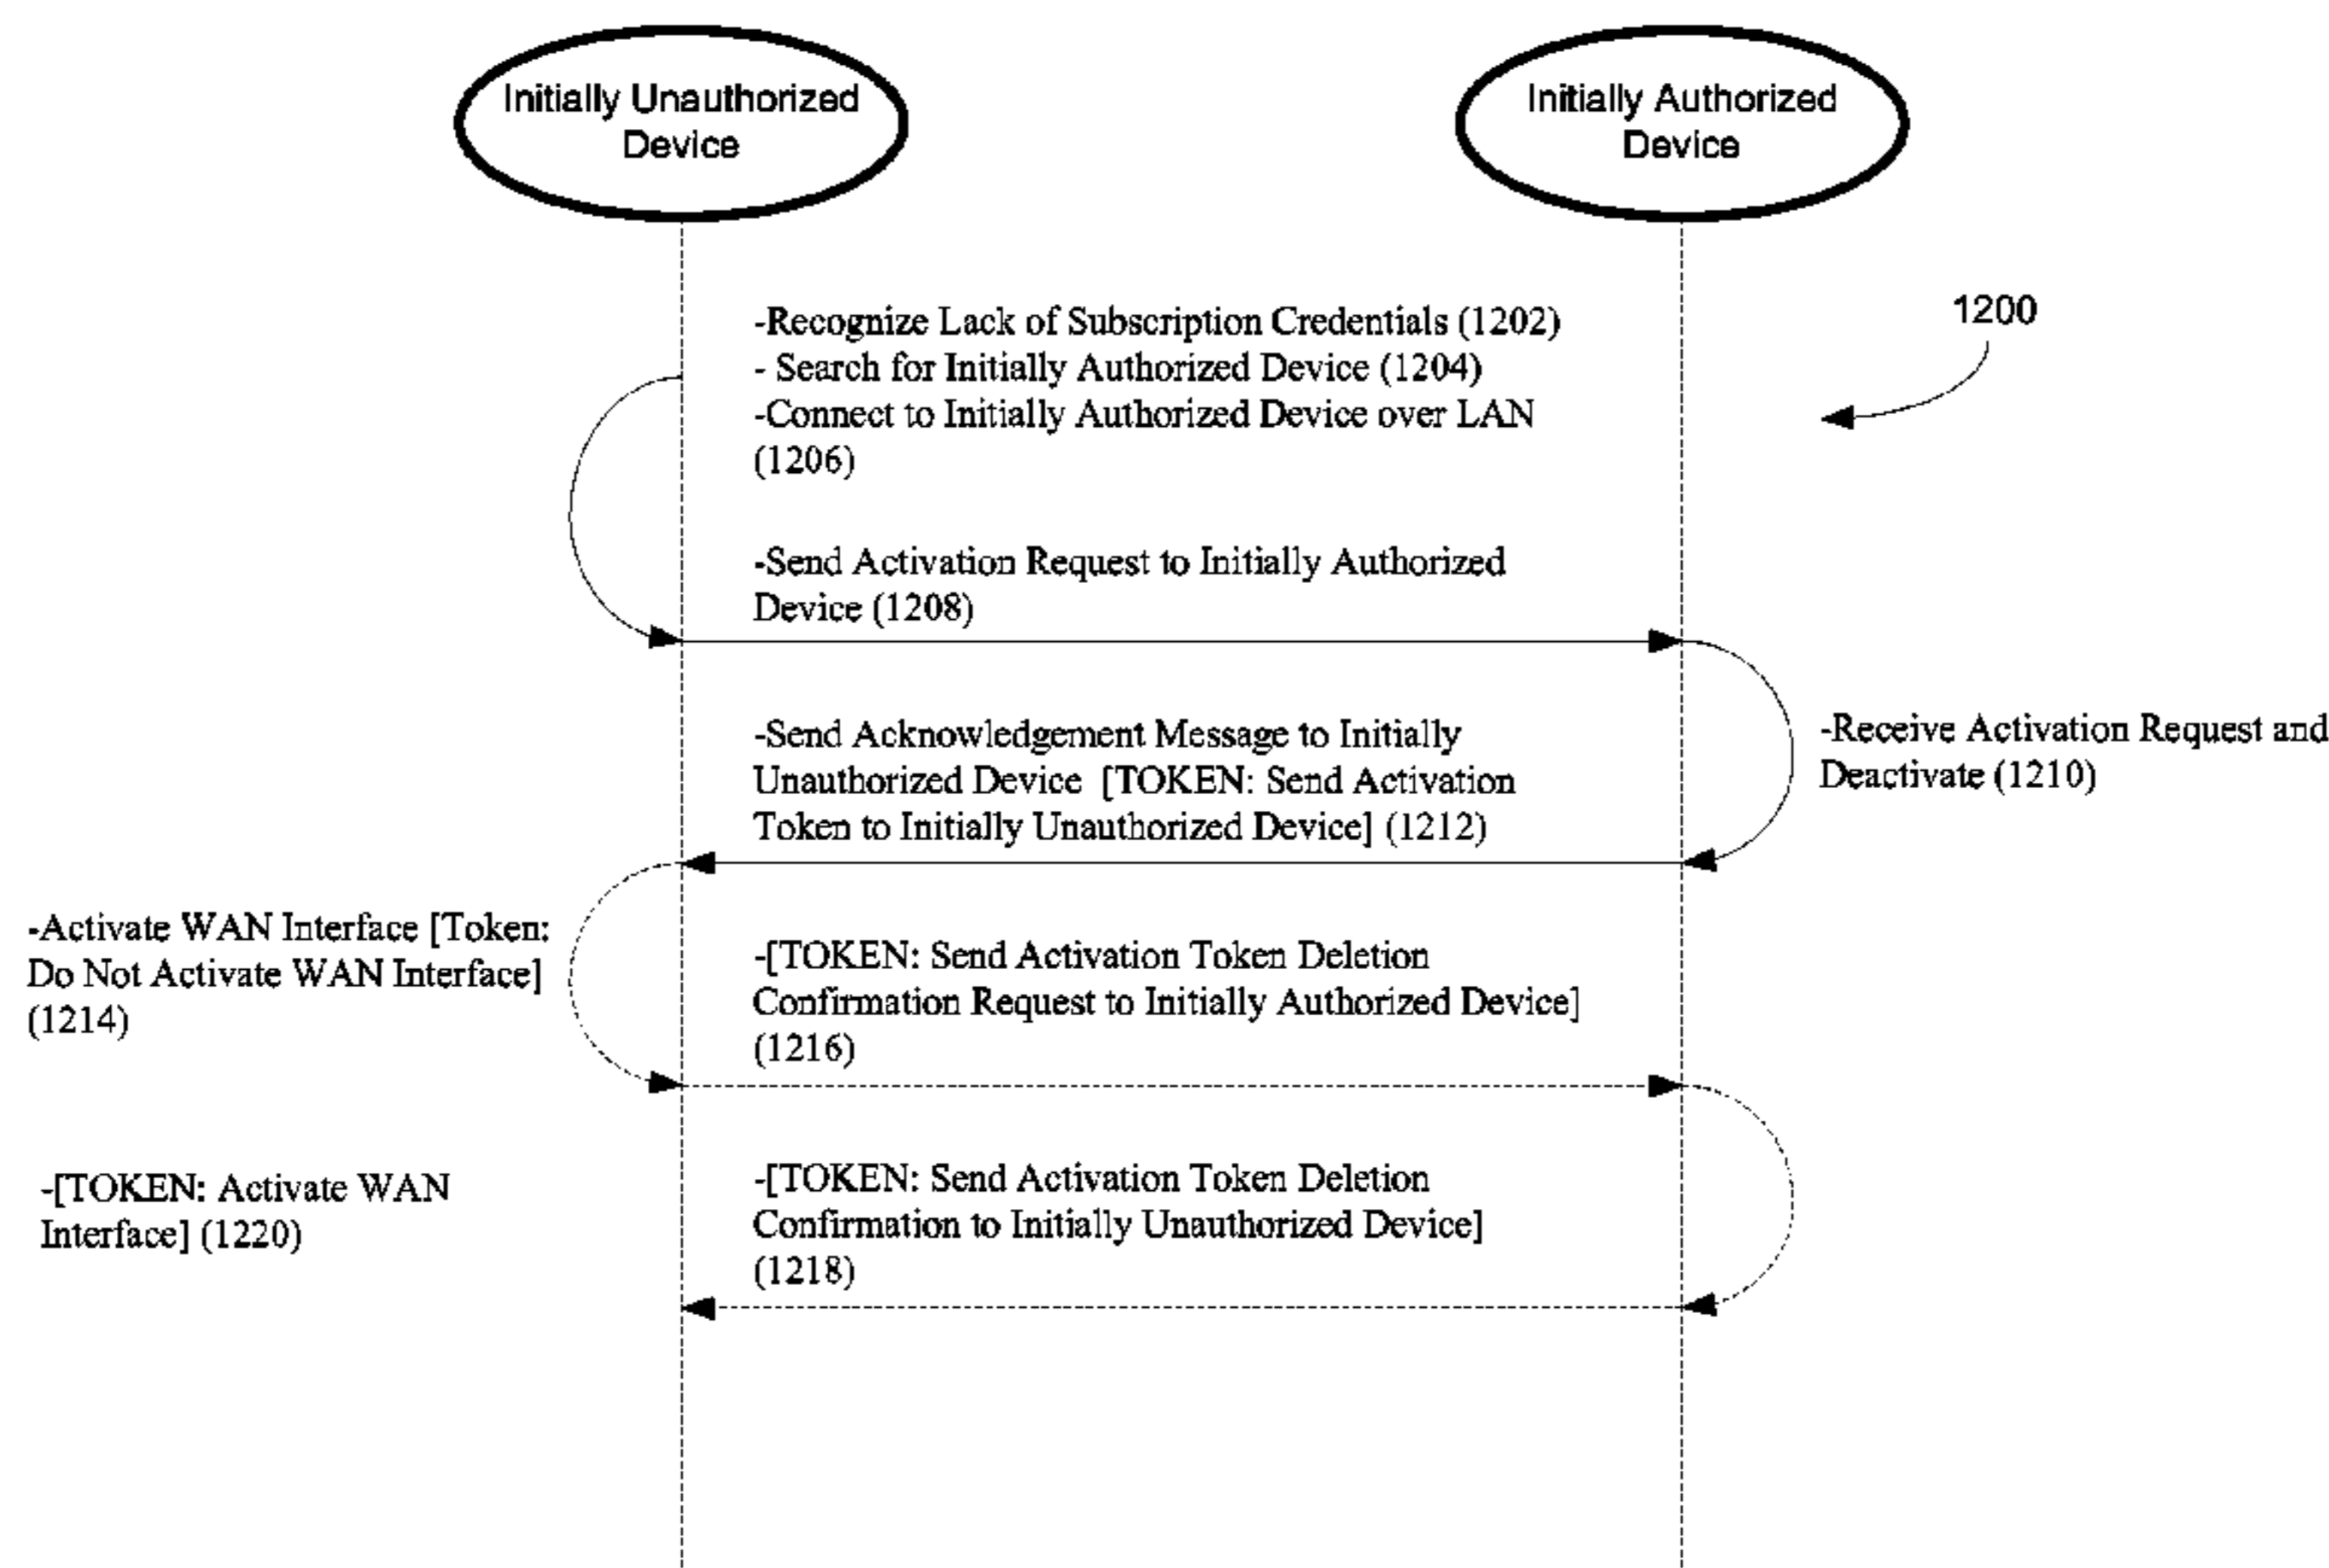 Initially Unauthorized
Device
Initially Authorized
Device
1200
-Recognize Lack of Subscription Credentials (1202)
- Search for Initially Authorized Device (1204)
-Connect to Initially Authorized Device over LAN
(1206)
-Send Activation Request to Initially Authorized
Device (1208)
-Receive Activation Request and
Deactivate (1210)
-Send Acknowledgement Message to Initially
Unauthorized Device [TOKEN: Send Activation
Token to Initially Unauthorized Device] (1212)
-Activate WAN Interface [Token:
Do Not Activate WAN Interface]
(1214)
-[TOKEN: Send Activation Token Deletion
Confirmation Request to Initially Authorized Device]
(1216)
-[TOKEN: Send Activation Token Deletion
Confirmation to Initially Unauthorized Device]
(1218)
-[TOKEN: Activate WAN
Interface] (1220)